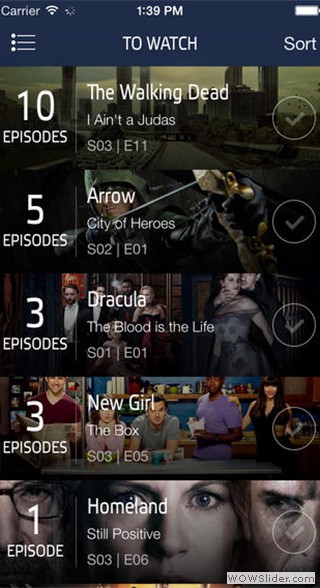 Carrier 1:39 PM
TO WATCH Sort
10
EPISODES
The Walking Dead
I Ain't a Judas
S03 | E11
5
EPISODES
Arrow
City of Heroes
S02 | E01
3
EPISODES
Dracula
The Blood is the Life
S01 | E01
3
EPISODES
New Girl
The Box
S03 | E05
1
EPISODE
Homeland
Still Positive
S03 | E06
WOWSlider.com